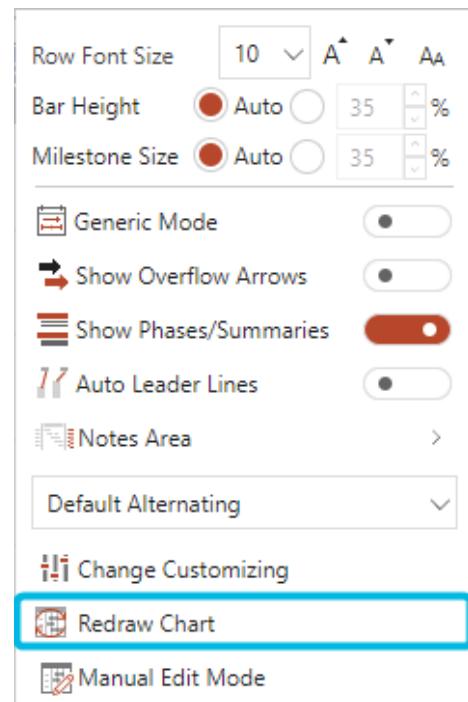 Row Font Size 10 A A AA
Bar Height Auto 35 %
Milestone Size Auto 35 %
Generic Mode
Show Overflow Arrows
Show Phases/Summaries
Auto Leader Lines
Notes Area
Default Alternating
Change Customizing
Redraw Chart
Manual Edit Mode